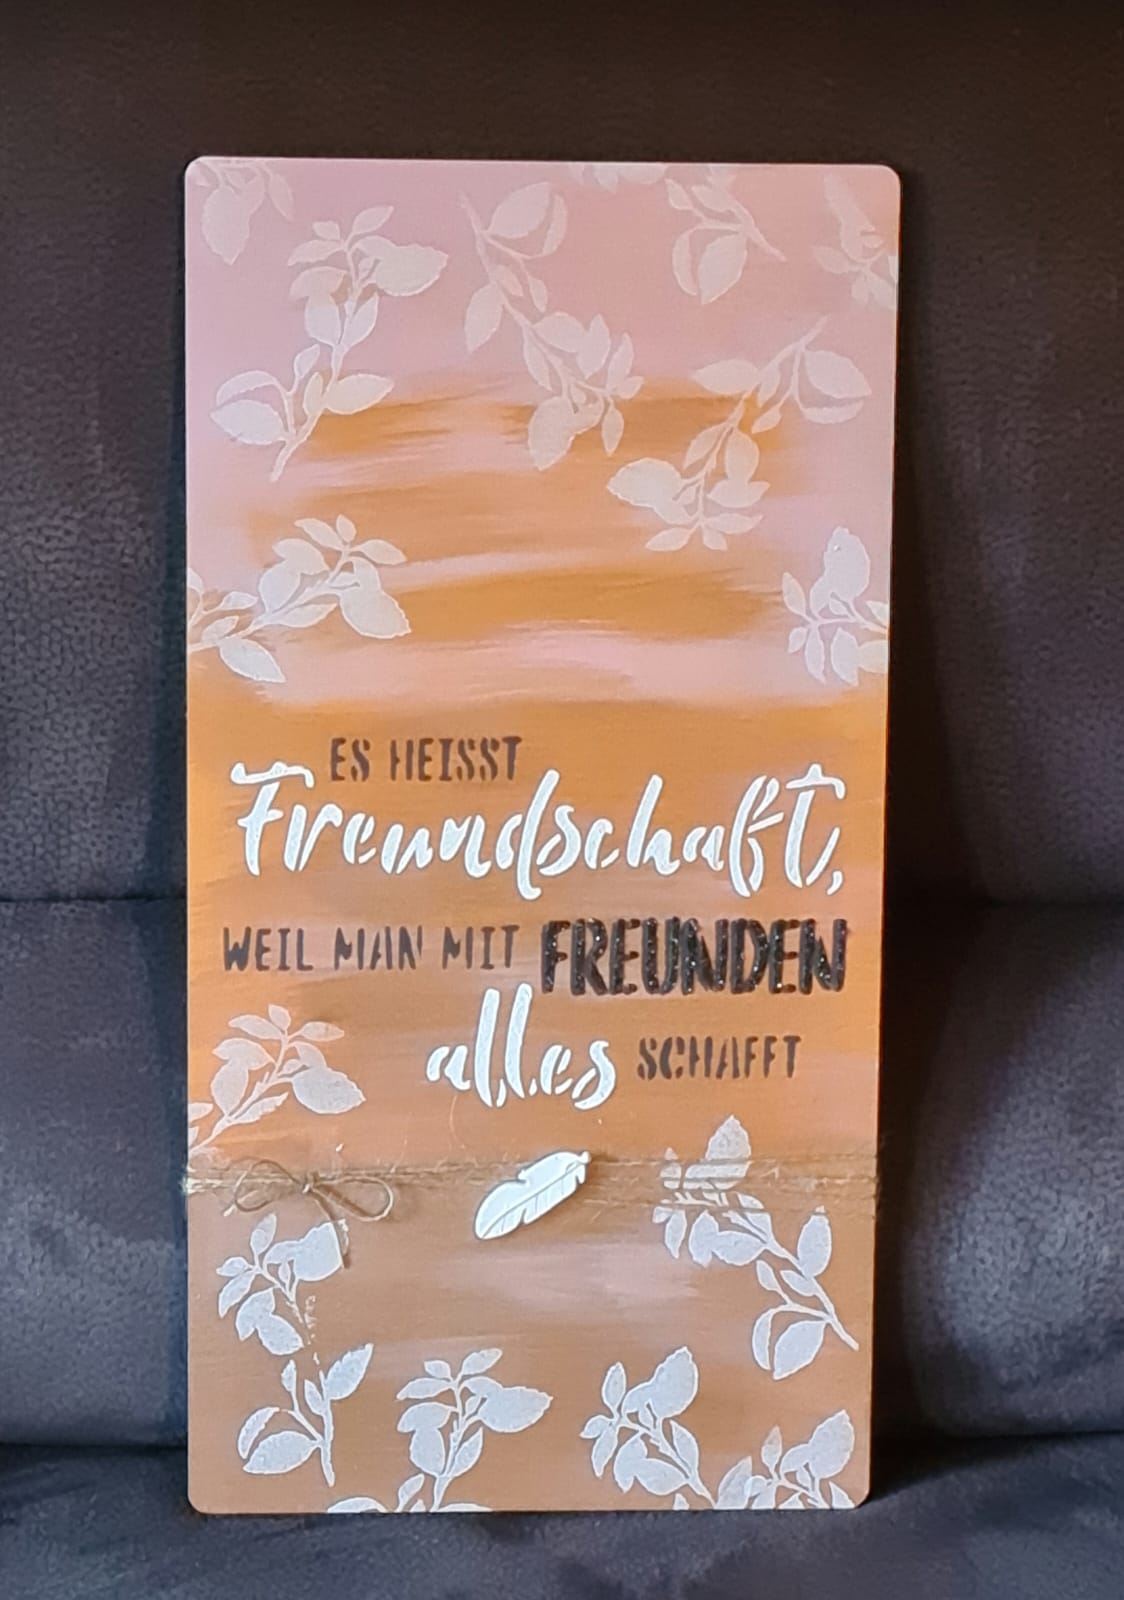 ES HEISST
Freundschaft,
WEIL MAN MIT FREUNDEN
alles SCHAFFT